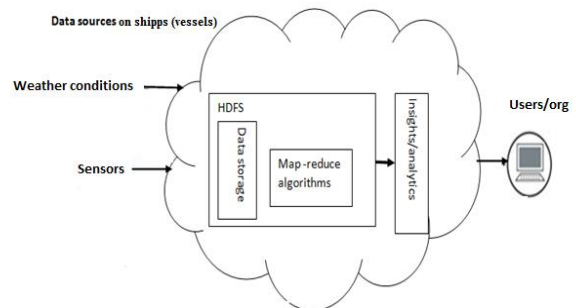 Data sources on shipps (vessels)
Weather conditions
Sensors
HDFS
Data storage
Map-reduce
algorithms
Insights/analytics
Users/org